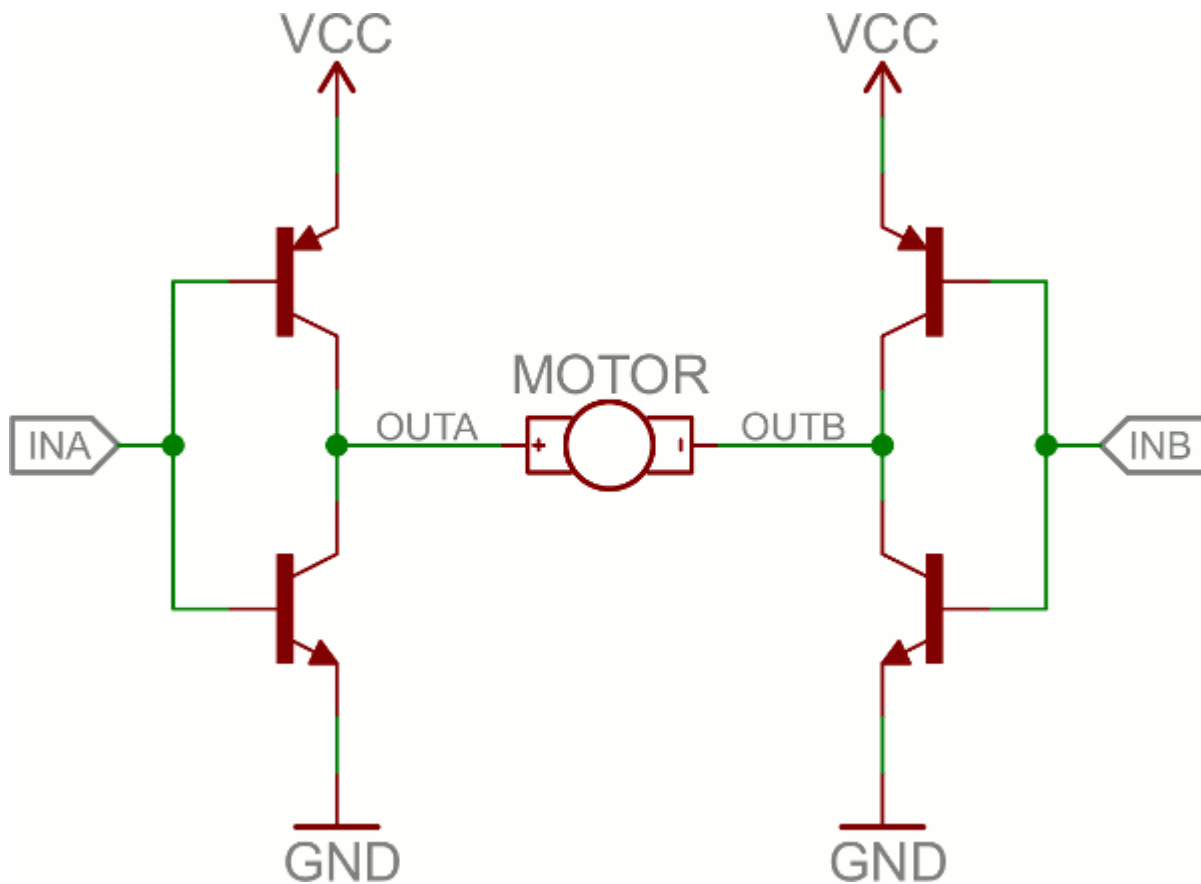 VCC
VCC
MOTOR
INA
OUTA
+
-
OUTB
INB
GND
GND